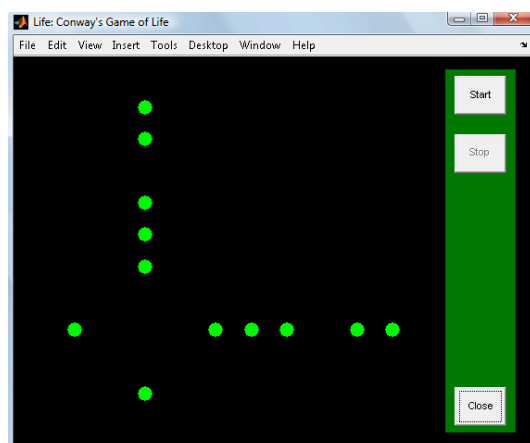 Life: Conway's Game of Life
File Edit View Insert Tools Desktop Window Help
Start
Stop
Close